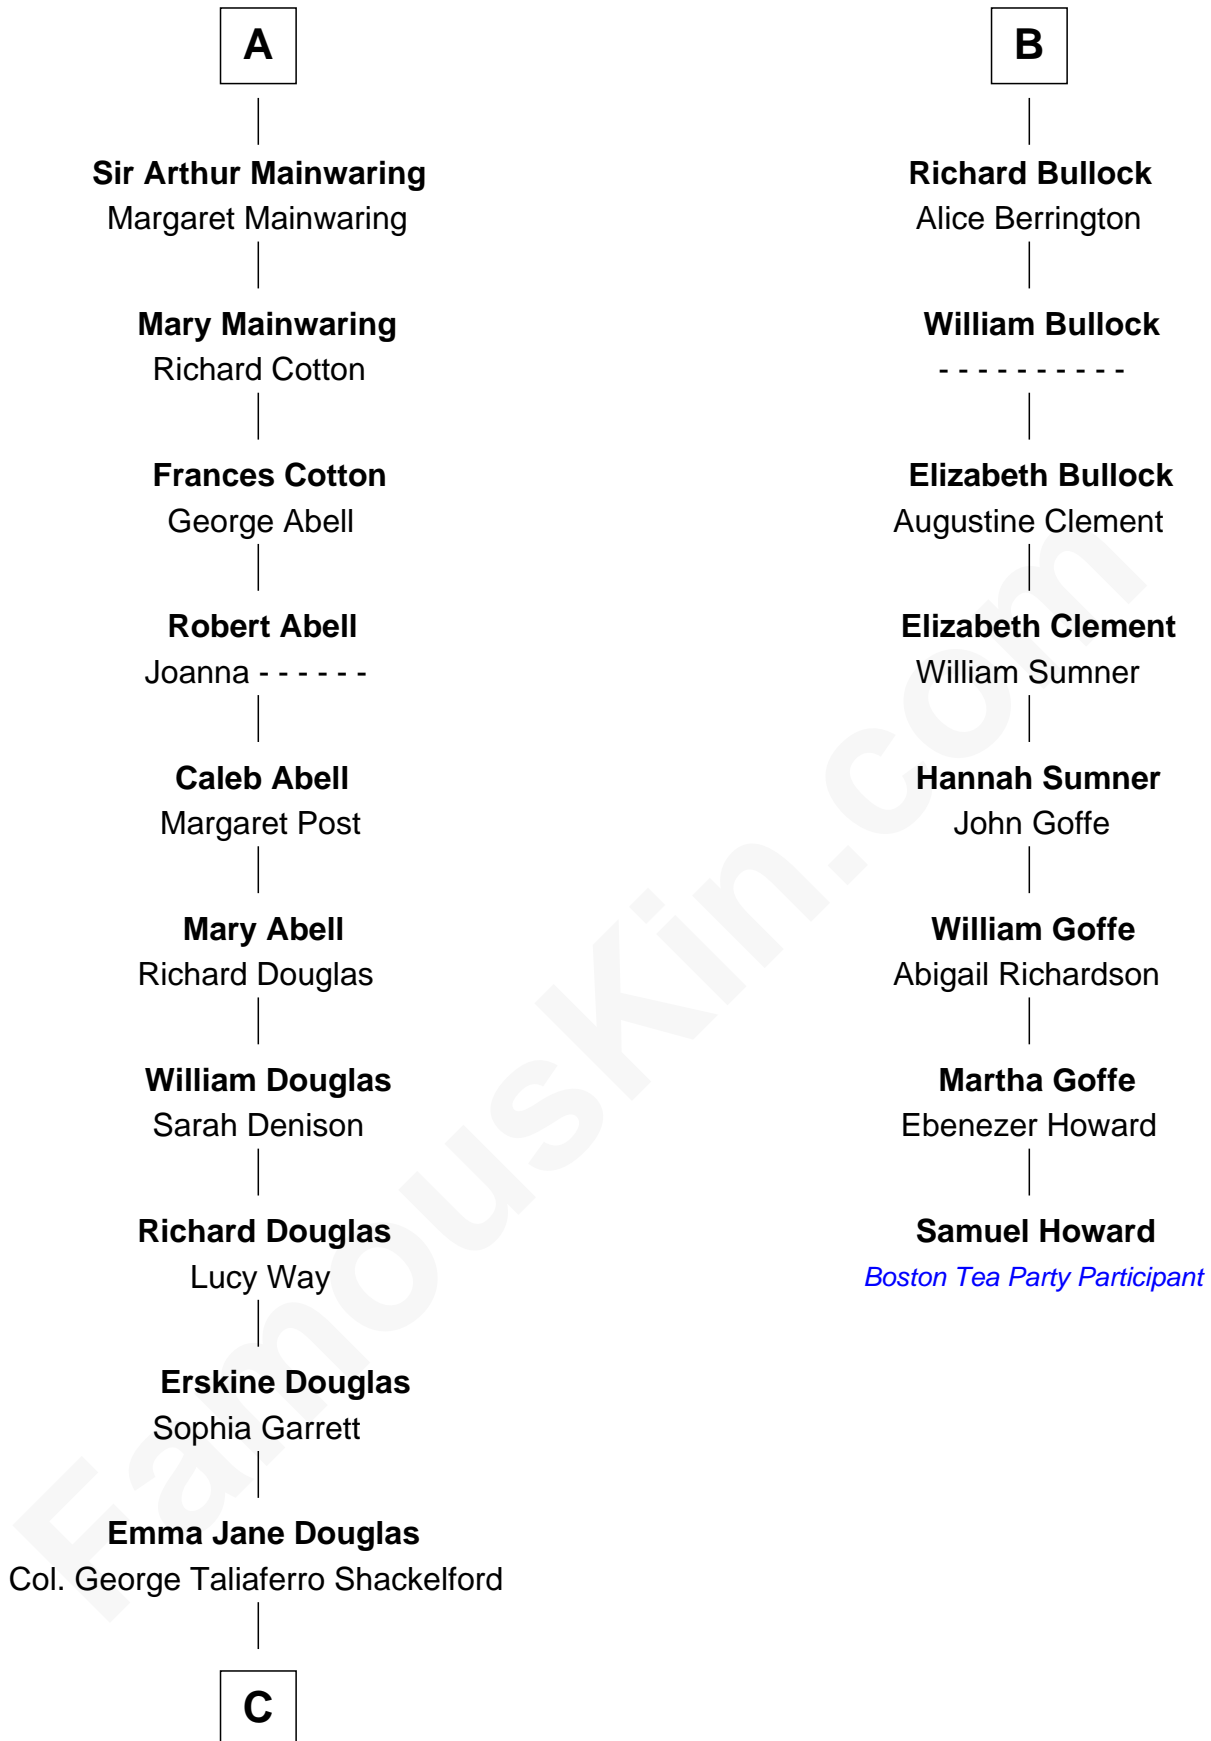 A
Sir Arthur Mainwaring
Margaret Mainwaring
Mary Mainwaring
Richard Cotton
Frances Cotton
George Abell
Robert Abell
Joanna - - - - - -
Caleb Abell
Margaret Post
Mary Abell
Richard Douglas
William Douglas
Sarah Denison
Richard Douglas
Lucy Way
Erskine Douglas
Sophia Garrett
Emma Jane Douglas
Col. George Taliaferro Shackelford
C
B
Richard Bullock
Alice Berrington
William Bullock
- - - - - - - - - -
Elizabeth Bullock
Augustine Clement
Elizabeth Clement
William Sumner
Hannah Sumner
John Goffe
William Goffe
Abigail Richardson
Martha Goffe
Ebenezer Howard
Samuel Howard
Boston Tea Party Participant
FamousKin.com